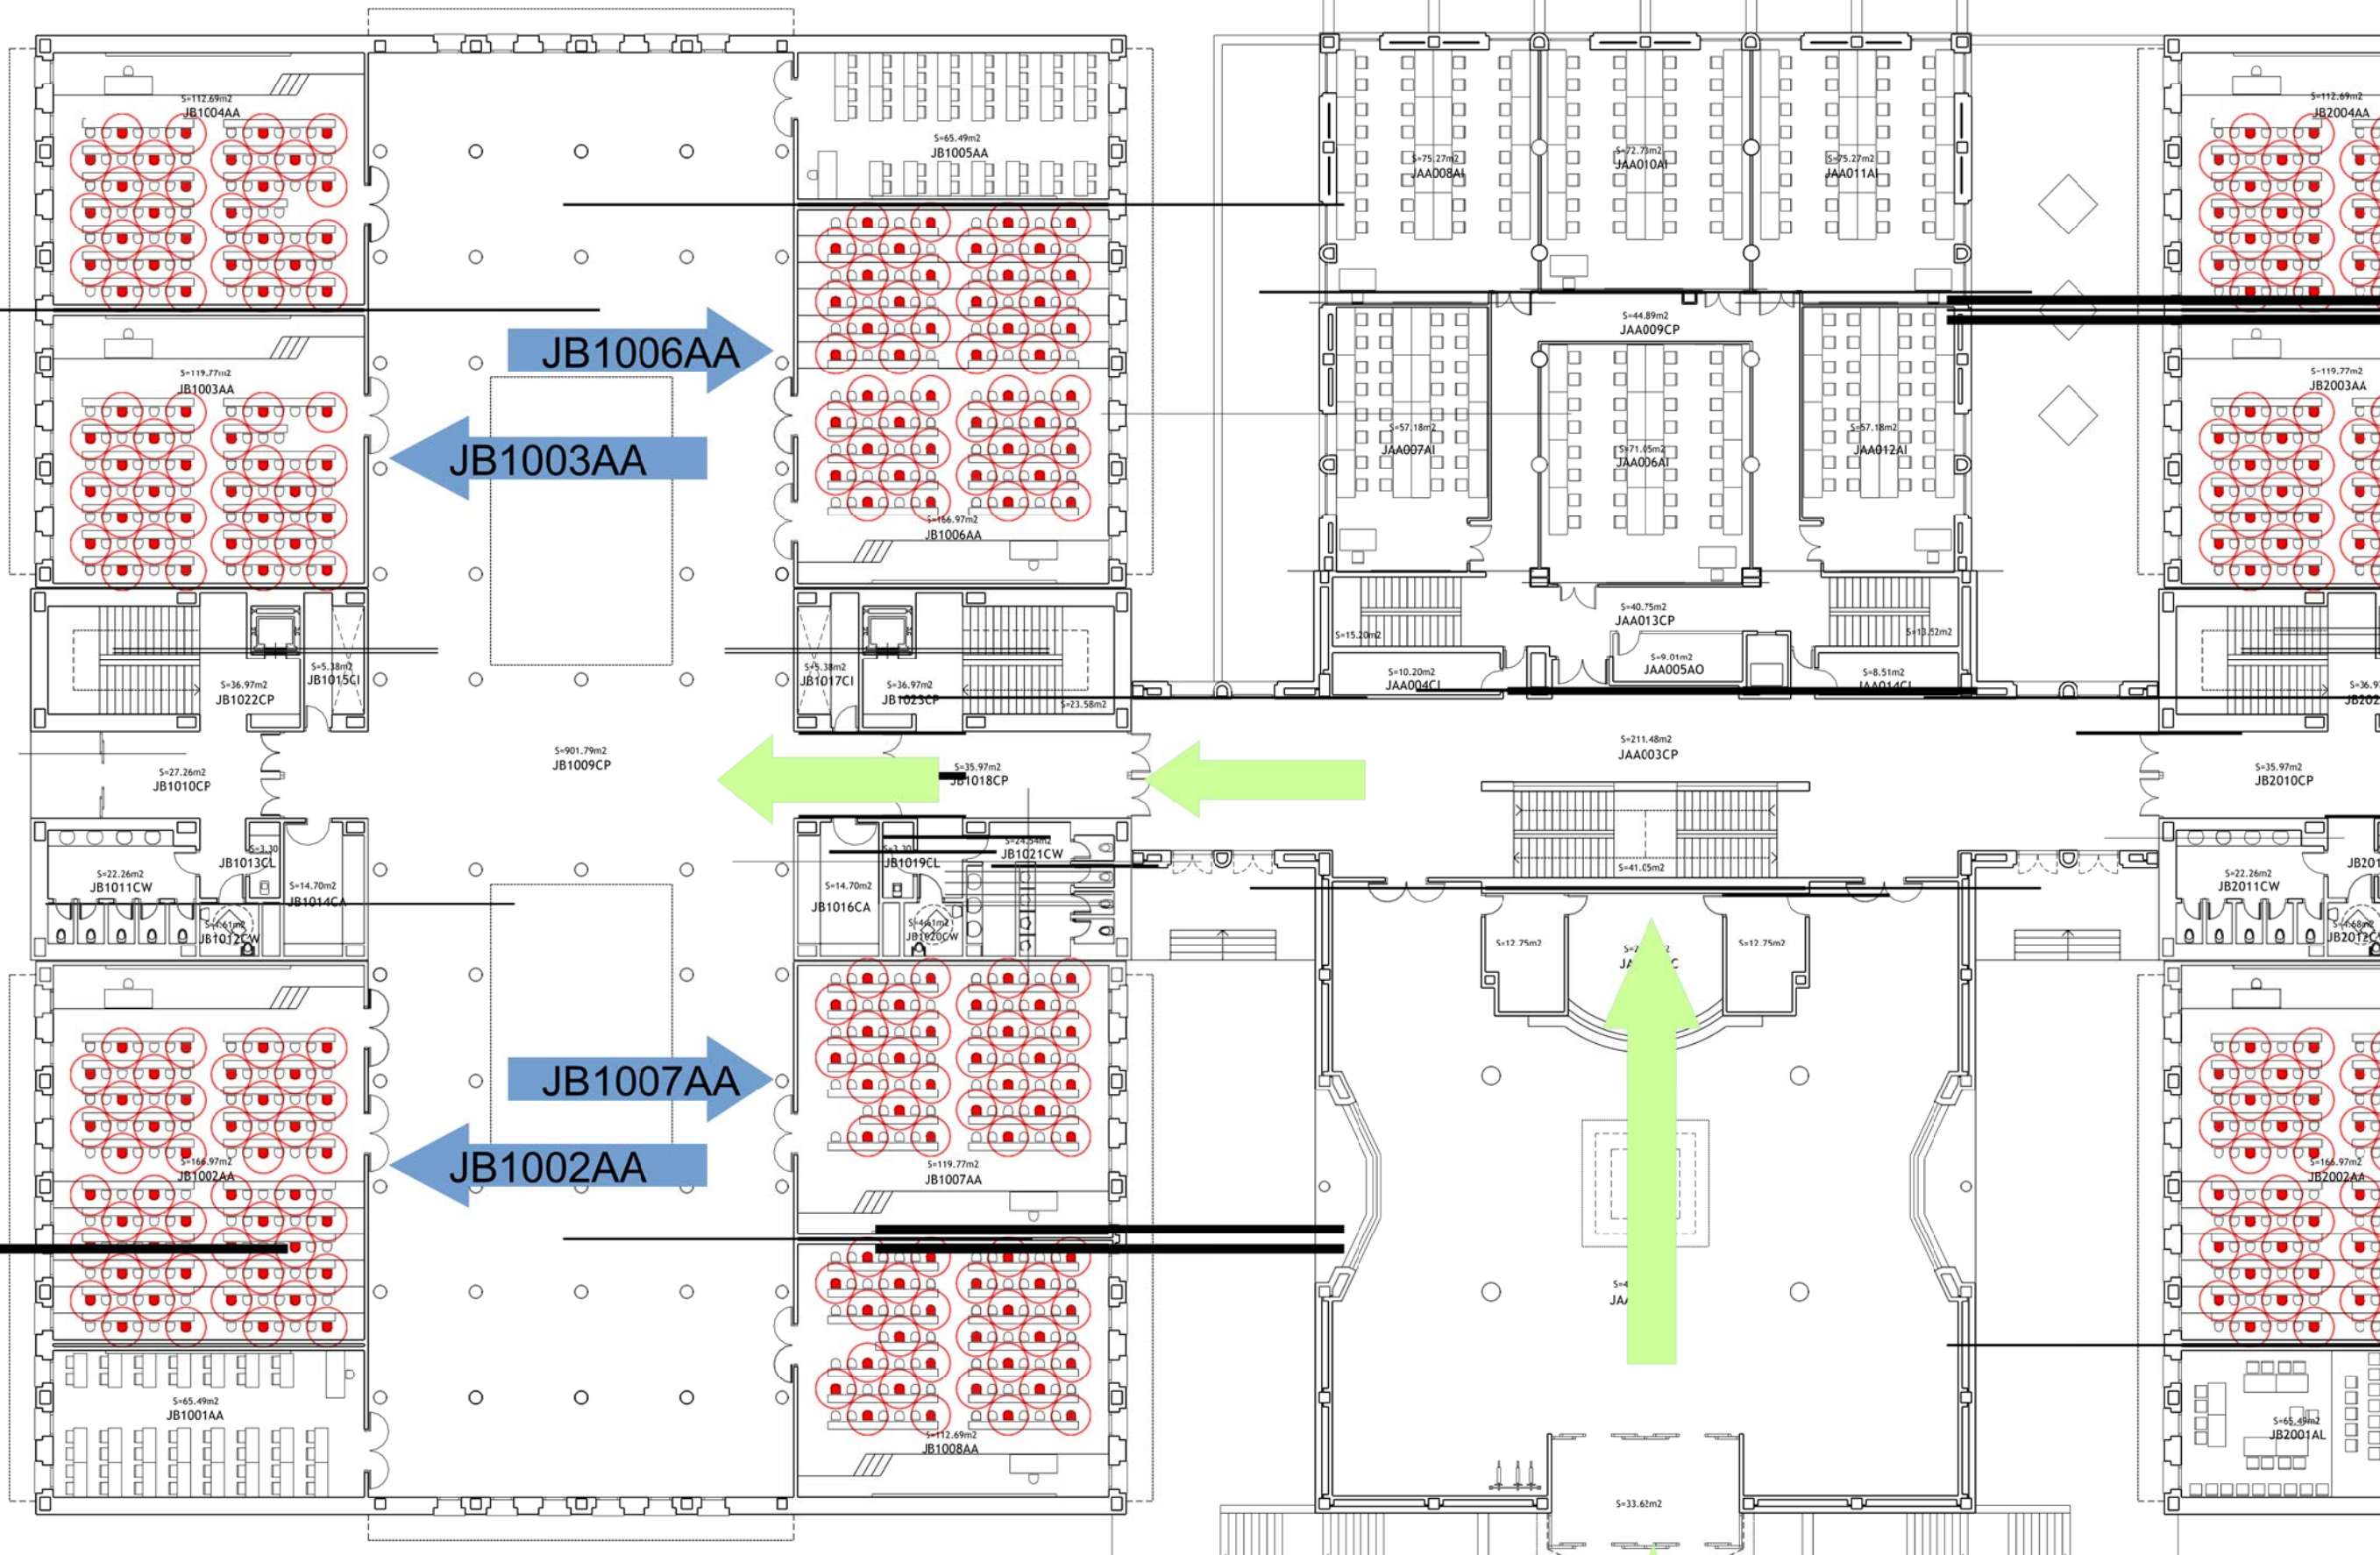 S=112.69m2
JB1004AA
S=65.49m2
JB1005AA
S=119.77m2
JB1003AA
JB1006AA
JB1003AA
S=166.97m2
JB1006AA
S=36.97m2
JB1022CP
S=5.38m2
JB1015CI
S=5.38m2
JB1017CI
S=36.97m2
JB1023CP
S=23.58m2
S=27.26m2
JB1010CP
S=901.79m2
JB1009CP
S=35.97m2
JB1018CP
S=22.26m2
JB1011CW
S=3.30
JB1013CL
S=14.70m2
JB1014CA
JB1012CW
S=14.70m2
JB1016CA
S=3.30
JB1019CL
JB1021CW
JB1020CW
S=166.97m2
JB1002AA
JB1007AA
JB1002AA
S=119.77m2
JB1007AA
S=65.49m2
JB1001AA
S=112.69m2
JB1008AA
S=75.27m2
JAA008AI
S=72.73m2
JAA010AI
S=75.27m2
JAA011AI
S=44.89m2
JAA009CP
S=57.18m2
JAA007AI
S=71.05m2
JAA006AI
S=57.18m2
JAA012AI
S=40.75m2
JAA013CP
S=15.20m2
S=10.20m2
JAA004CI
S=9.01m2
JAA005AO
S=8.51m2
JAA014CI
S=211.48m2
JAA003CP
S=41.05m2
S=12.75m2
S=12.75m2
S=33.62m2
S=112.69m2
JB2004AA
S=119.77m2
JB2003AA
S=35.97m2
JB2010CP
S=22.26m2
JB2011CW
S=166.97m2
JB2002AA
S=65.49m2
JB2001AL